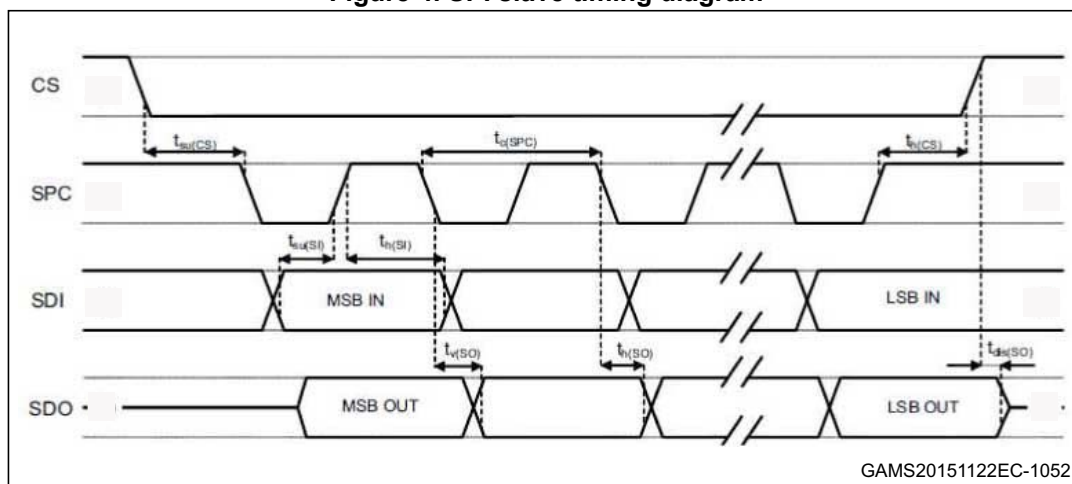 Figure SPI slave timing diagram
CS
t_su(CS)
t_c(SPC)
t_h(CS)
SPC
t_su(SI)
t_h(SI)
SDI
MSB IN
LSB IN
t_v(SO)
t_h(SO)
t_dis(SO)
SDO
MSB OUT
LSB OUT
GAMS20151122EC-1052